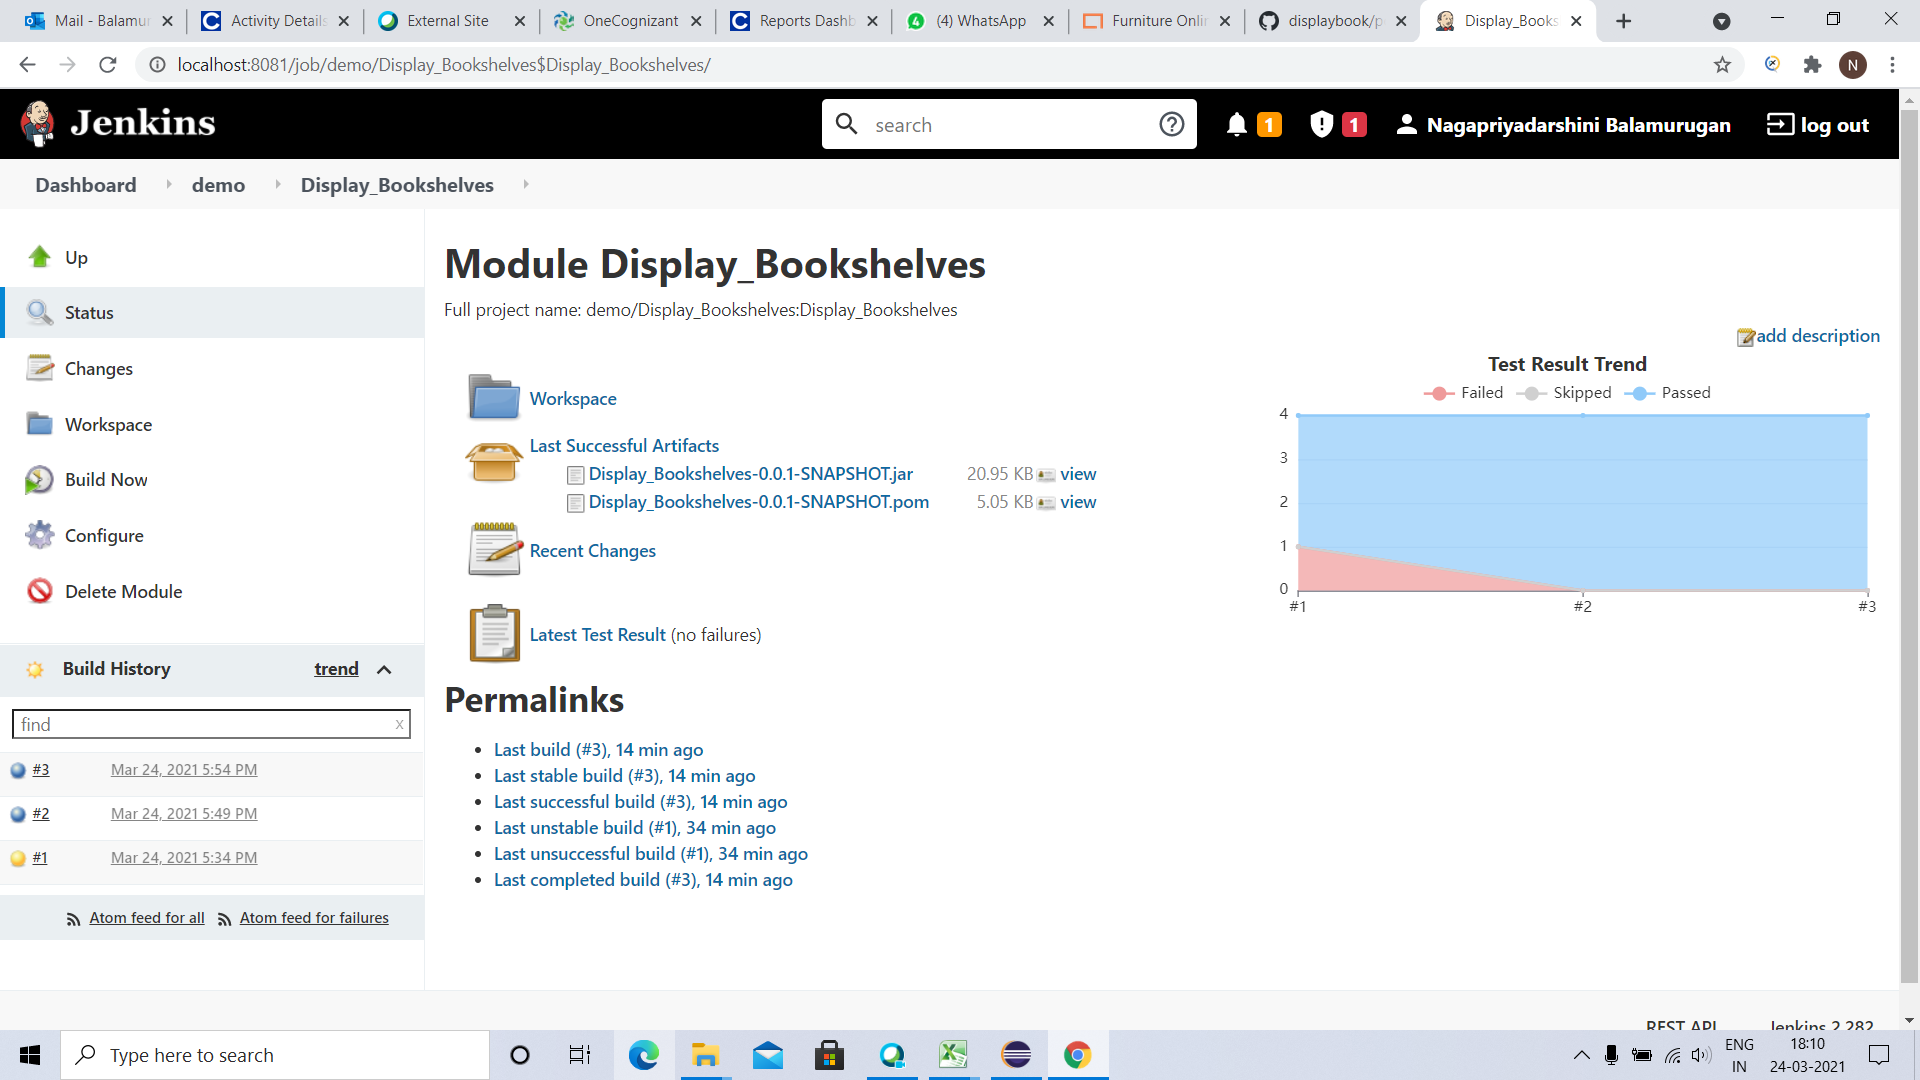 Mail - Balamur
Activity Details
External Site
OneCognizant
Reports Dashb
(4) WhatsApp
Furniture Onli
displaybook/p
Display_Books
localhost:8081/job/demo/Display_Bookshelves$Display_Bookshelves/
N
Jenkins
search
1
1
Nagapriyadarshini Balamurugan
log out
Dashboard
demo
Display_Bookshelves
Up
Status
Changes
Workspace
Build Now
Configure
Delete Module
Build History
trend
find
x
#3 Mar 24, 2021 5:54 PM
#2 Mar 24, 2021 5:49 PM
#1 Mar 24, 2021 5:34 PM
Atom feed for all
Atom feed for failures
Module Display_Bookshelves
Full project name: demo/Display_Bookshelves:Display_Bookshelves
add description
Workspace
Last Successful Artifacts
Display_Bookshelves-0.0.1-SNAPSHOT.jar 20.95 KB view
Display_Bookshelves-0.0.1-SNAPSHOT.pom 5.05 KB view
Recent Changes
Latest Test Result (no failures)
Test Result Trend
Failed Skipped Passed
4
3
2
1
0
#1 #2 #3
Permalinks
Last build (#3), 14 min ago
Last stable build (#3), 14 min ago
Last successful build (#3), 14 min ago
Last unstable build (#1), 34 min ago
Last unsuccessful build (#1), 34 min ago
Last completed build (#3), 14 min ago
REST API
Jenkins 2.282
Type here to search
ENG
IN
18:10
24-03-2021